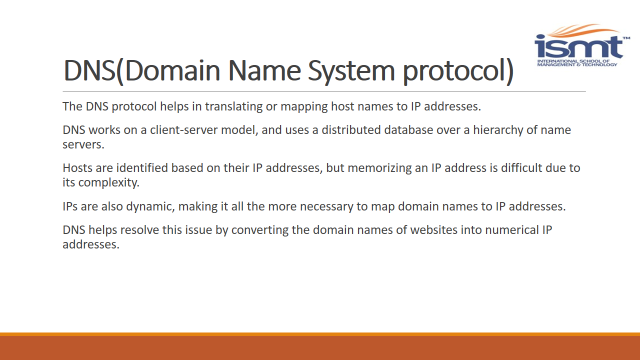 ismt™
INTERNATIONAL SCHOOL OF
MANAGEMENT & TECHNOLOGY
DNS(Domain Name System protocol)
The DNS protocol helps in translating or mapping host names to IP addresses.
DNS works on a client-server model, and uses a distributed database over a hierarchy of name
servers.
Hosts are identified based on their IP addresses, but memorizing an IP address is difficult due to
its complexity.
IPs are also dynamic, making it all the more necessary to map domain names to IP addresses.
DNS helps resolve this issue by converting the domain names of websites into numerical IP
addresses.